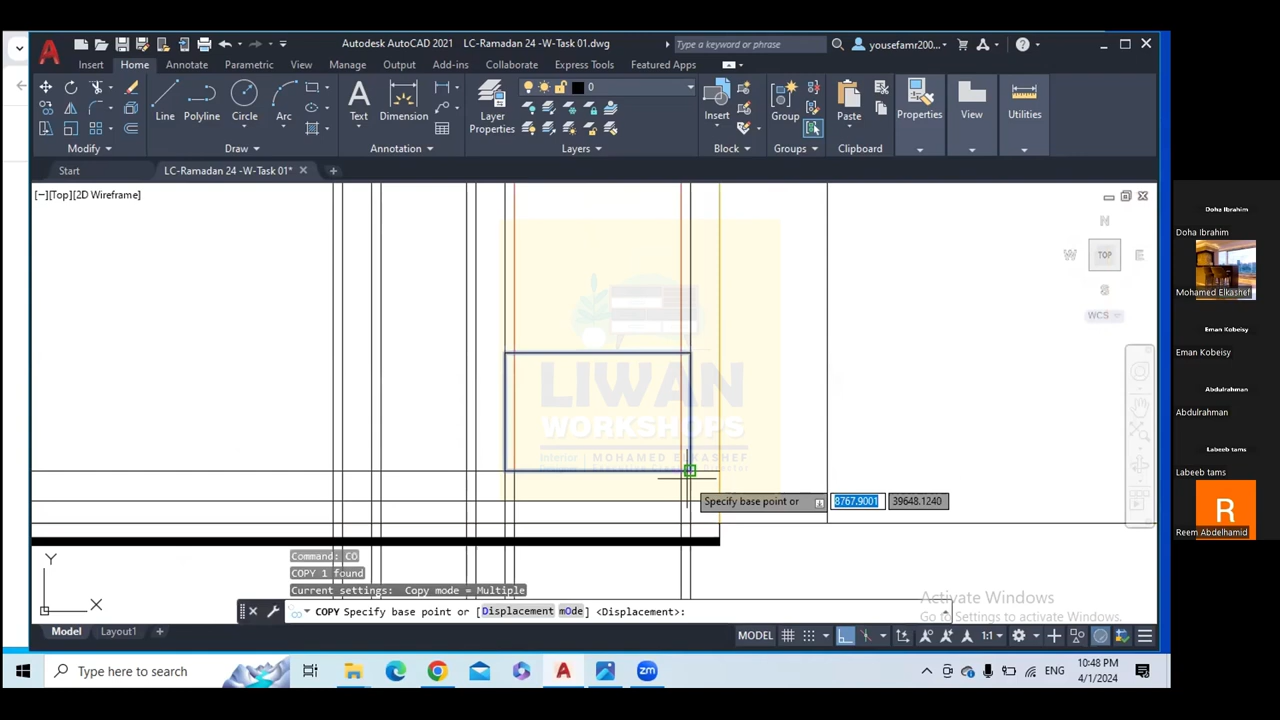 Autodesk AutoCAD 2021 LC-Ramadan 24 -W-Task 01.dwg
Type a keyword or phrase
yousefamr200...
Insert Home Annotate Parametric View Manage Output Add-ins Collaborate Express Tools Featured Apps
0
Line Polyline Circle Arc Text Dimension Layer Properties Insert Group Paste Properties View Utilities
Modify Draw Annotation Layers Block Groups Clipboard
Start
LC-Ramadan 24 -W-Task 01*
[−][Top][2D Wireframe]
N
W TOP E
S
WCS
LIWAN
WORKSHOPS
Interior MOHAMED ELKASHEF
Specify base point or 8767.9001 39648.1240
Command: CO
COPY 1 found
Current settings: Copy mode = Multiple
COPY Specify base point or [Displacement mOde] <Displacement>:
Y
X
Activate Windows
Go to Settings to activate Windows.
Model Layout1
MODEL 1:1
Type here to search
ENG
10:48 PM
4/1/2024
Doha Ibrahim
Doha Ibrahim
Mohamed Elkashef
Eman Kobeisy
Eman Kobeisy
Abdulrahman
Abdulrahman
Labeeb tams
Labeeb tams
R
Reem Abdelhamid